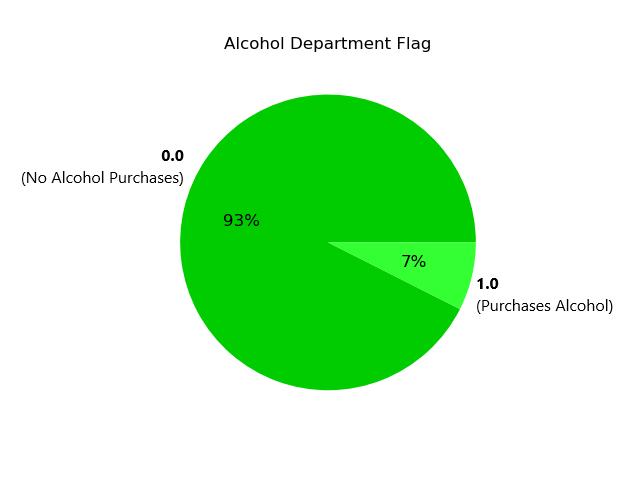 Alcohol Department Flag
0.0
(No Alcohol Purchases)
93%
7%
1.0
(Purchases Alcohol)